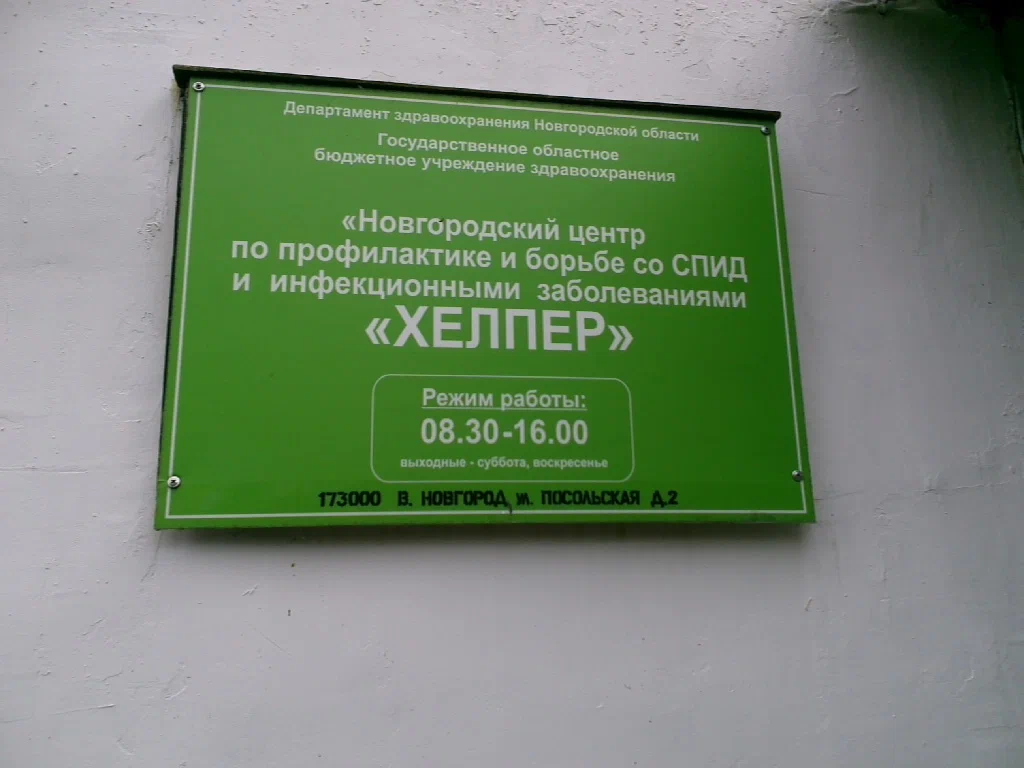 Департамент здравоохранения Новгородской области
Государственное областное
бюджетное учреждение здравоохранения
«Новгородский центр
по профилактике и борьбе со СПИД
и инфекционными заболеваниями
«ХЕЛПЕР»
Режим работы:
08.30-16.00
выходные - суббота, воскресенье
173000 В. НОВГОРОД, ул. ПОСОЛЬСКАЯ Д.2